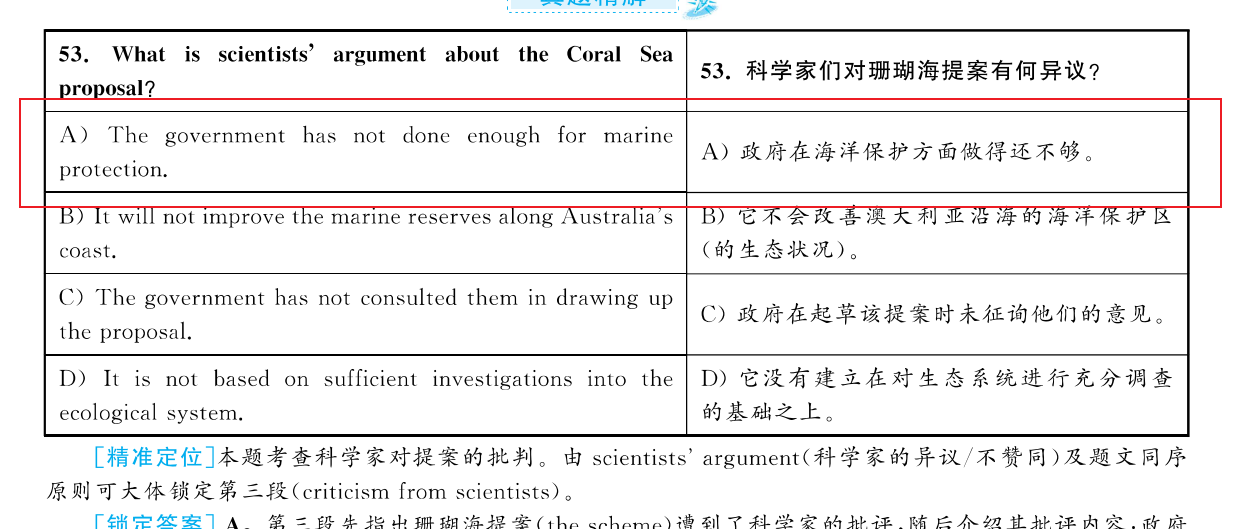 真题精解
53. What is scientists' argument about the Coral Sea
proposal?
53. 科学家们对珊瑚海提案有何异议?
A) The government has not done enough for marine
protection.
A) 政府在海洋保护方面做得还不够。
B) It will not improve the marine reserves along Australia's
coast.
B) 它不会改善澳大利亚沿海的海洋保护区
(的生态状况)。
C) The government has not consulted them in drawing up
the proposal.
C) 政府在起草该提案时未征询他们的意见。
D) It is not based on sufficient investigations into the
ecological system.
D) 它没有建立在对生态系统进行充分调查
的基础之上。
[精准定位]本题考查科学家对提案的批判。由 scientists' argument(科学家的异议/不赞同)及题文同序
原则可大体锁定第三段(criticism from scientists)。
[锁定答案] A。第三段先指出珊瑚海提案(the scheme)遭到了科学家的批评,随后介绍其批评内容:政府